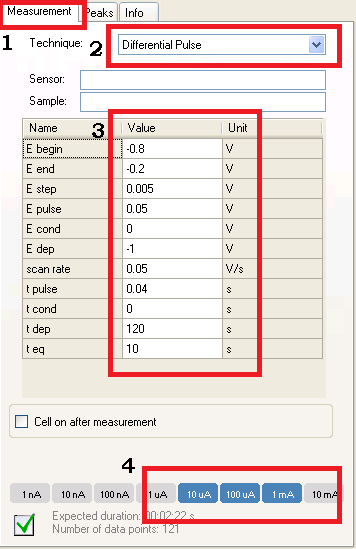 Measurement Peaks Info
1 Technique: 2 Differential Pulse
Sensor:
Sample:
Name 3 Value Unit
E begin -0.8 V
E end -0.2 V
E step 0.005 V
E pulse 0.05 V
E cond 0 V
E dep -1 V
scan rate 0.05 V/s
t pulse 0.04 s
t cond 0 s
t dep 120 s
t eq 10 s
Cell on after measurement
4
1 nA 10 nA 100 nA 1 uA 10 uA 100 uA 1 mA 10 mA
Expected duration: 00:02:22 s
Number of data points: 121